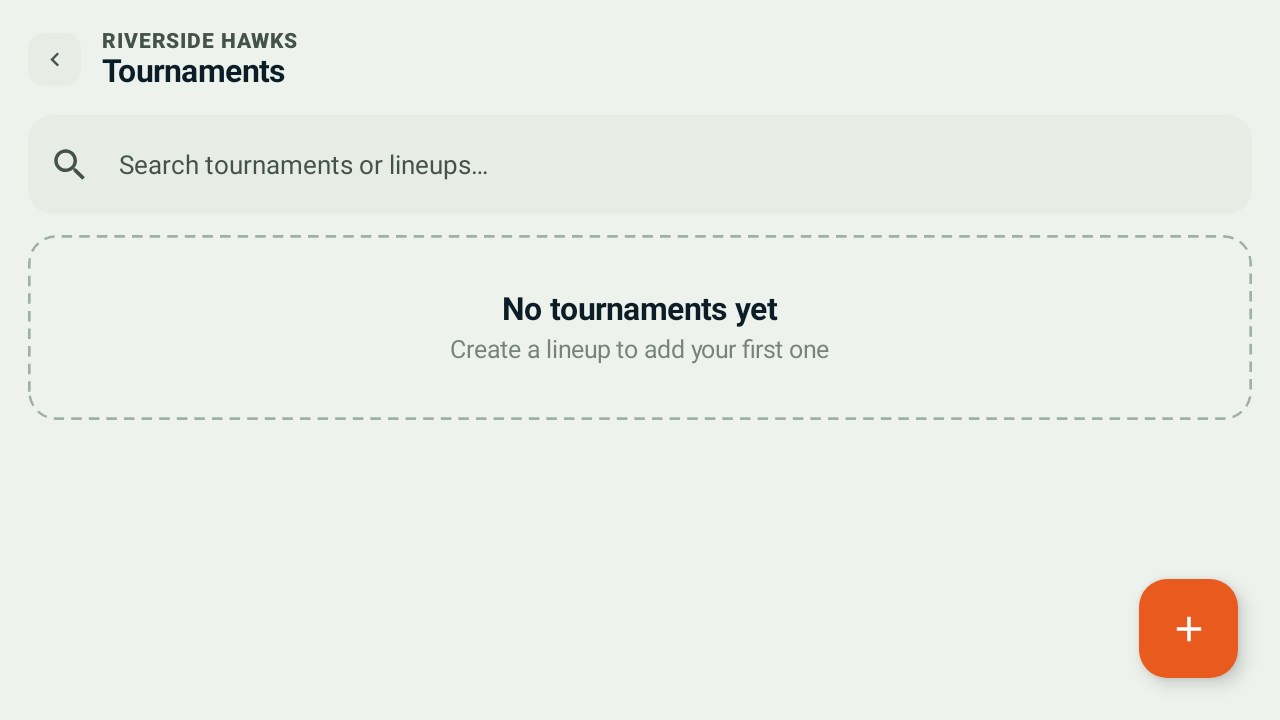 RIVERSIDE HAWKS
Tournaments
Search tournaments or lineups…
No tournaments yet
Create a lineup to add your first one